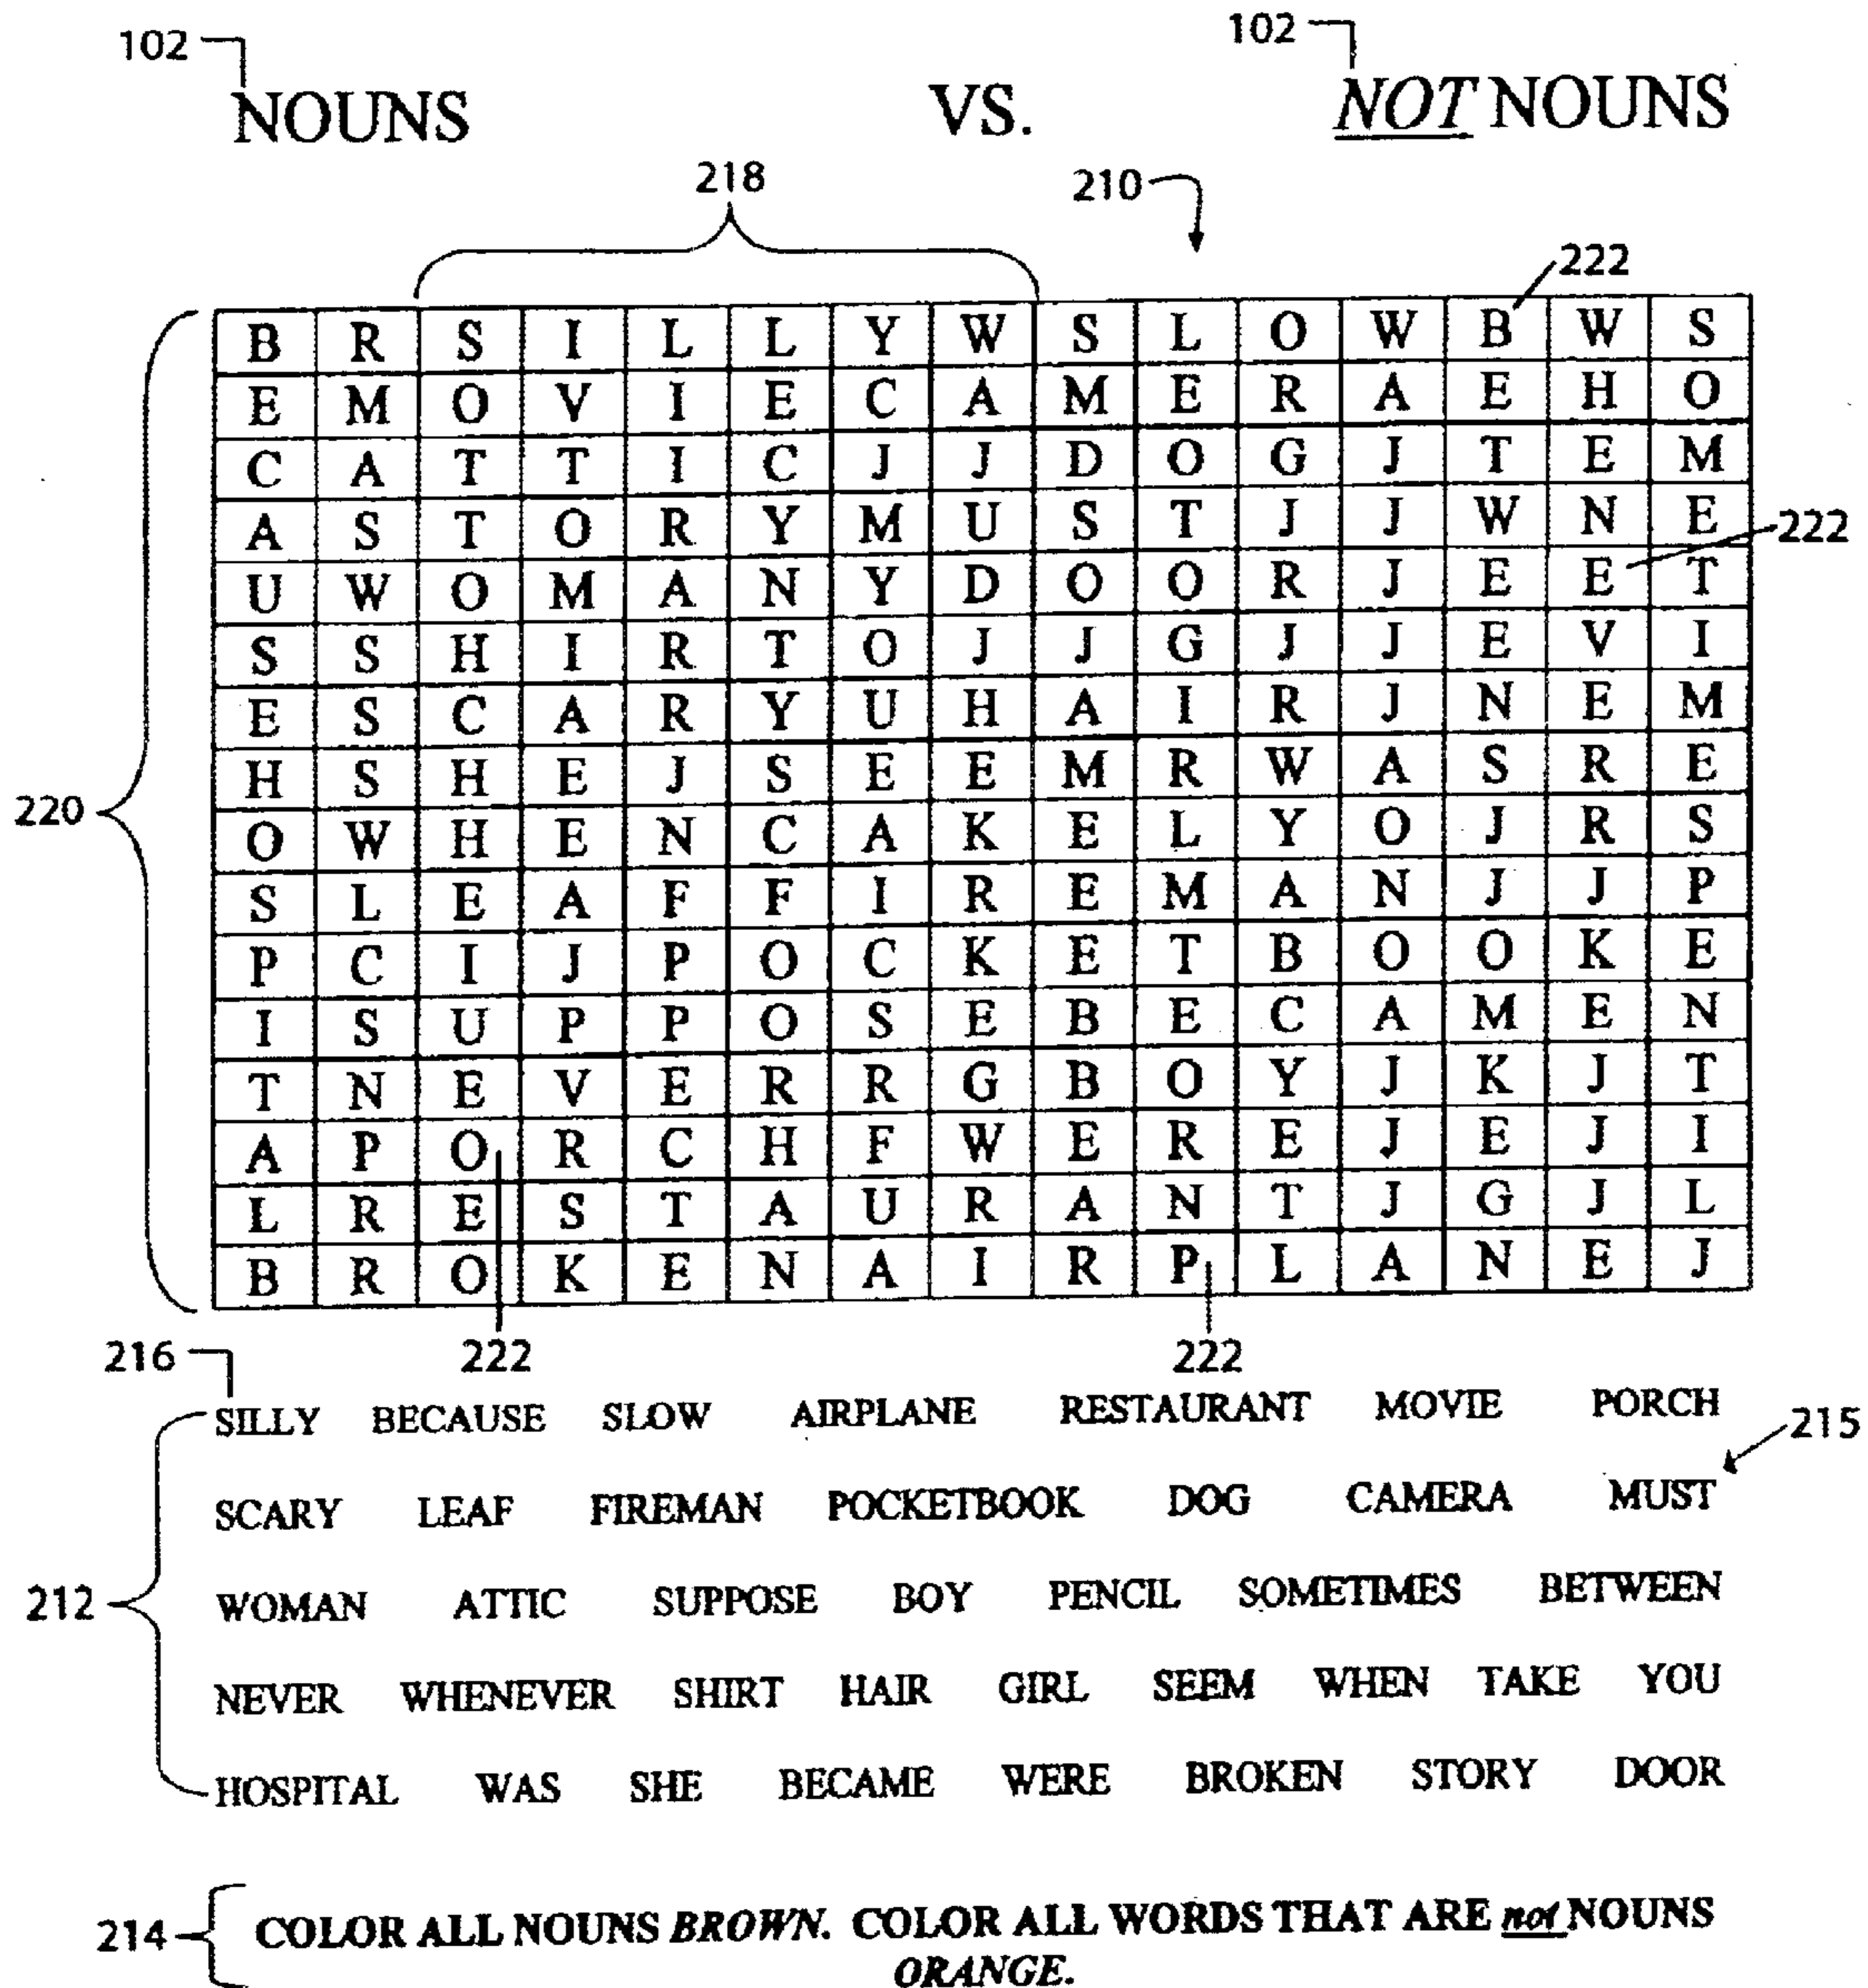 102 102
NOUNS VS. NOT NOUNS
218 210
222
B R S I L L Y W S L O W B W S
E M O V I E C A M E R A E H O
C A T T I C J J D O G J T E M
A S T O R Y M U S T J J W N E
222
U W O M A N Y D O O R J E E T
S S H I R T O J J G J J E V I
E S C A R Y U H A I R J N E M
H S H E J S E E M R W A S R E
220
O W H E N C A K E L Y O J R S
S L E A F F I R E M A N J J P
P C I J P O C K E T B O O K E
I S U P P O S E B E C A M E N
T N E V E R R G B O Y J K J T
A P O R C H F W E R E J E J I
L R E S T A U R A N T J G J L
B R O K E N A I R P L A N E J
216 222 222
SILLY BECAUSE SLOW AIRPLANE RESTAURANT MOVIE PORCH
215
SCARY LEAF FIREMAN POCKETBOOK DOG CAMERA MUST
212
WOMAN ATTIC SUPPOSE BOY PENCIL SOMETIMES BETWEEN
NEVER WHENEVER SHIRT HAIR GIRL SEEM WHEN TAKE YOU
HOSPITAL WAS SHE BECAME WERE BROKEN STORY DOOR
214
COLOR ALL NOUNS BROWN. COLOR ALL WORDS THAT ARE not NOUNS
ORANGE.